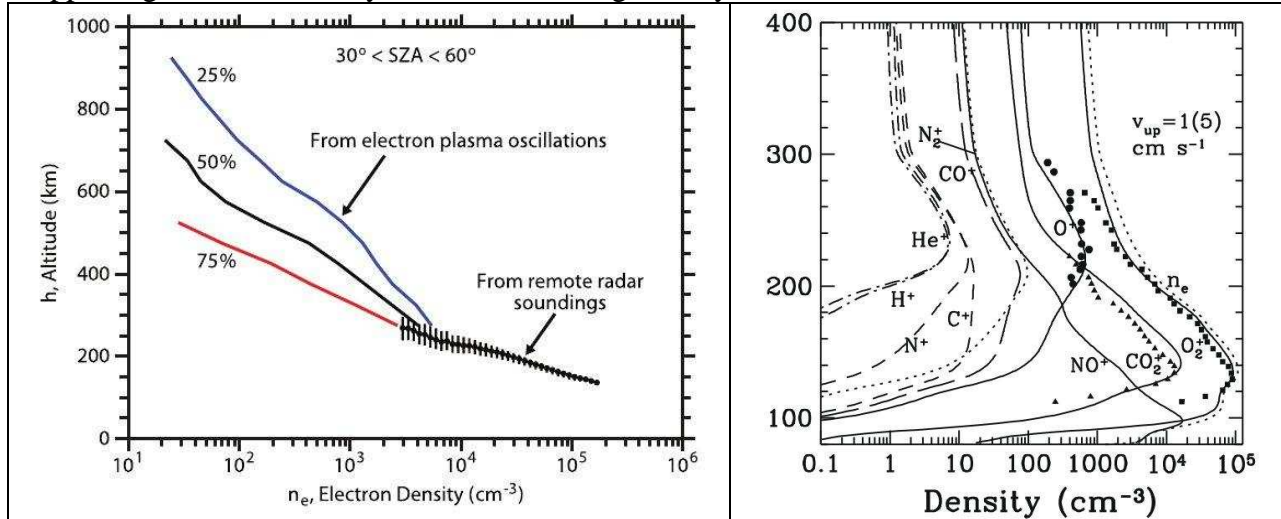 1000
800
600
400
200
0
h, Altitude (km)
30° < SZA < 60°
25%
50%
75%
From electron plasma oscillations
From remote radar
soundings
10¹ 10² 10³ 10⁴ 10⁵ 10⁶
nₑ, Electron Density (cm⁻³)
400
300
200
100
v_up=1(5)
cm s⁻¹
N₂⁺
CO⁺
He⁺
O⁺
H⁺
nₑ
C⁺
N⁺
NO⁺
CO₂⁺
O₂⁺
0.1 1 10 100 1000 10⁴ 10⁵
Density (cm⁻³)